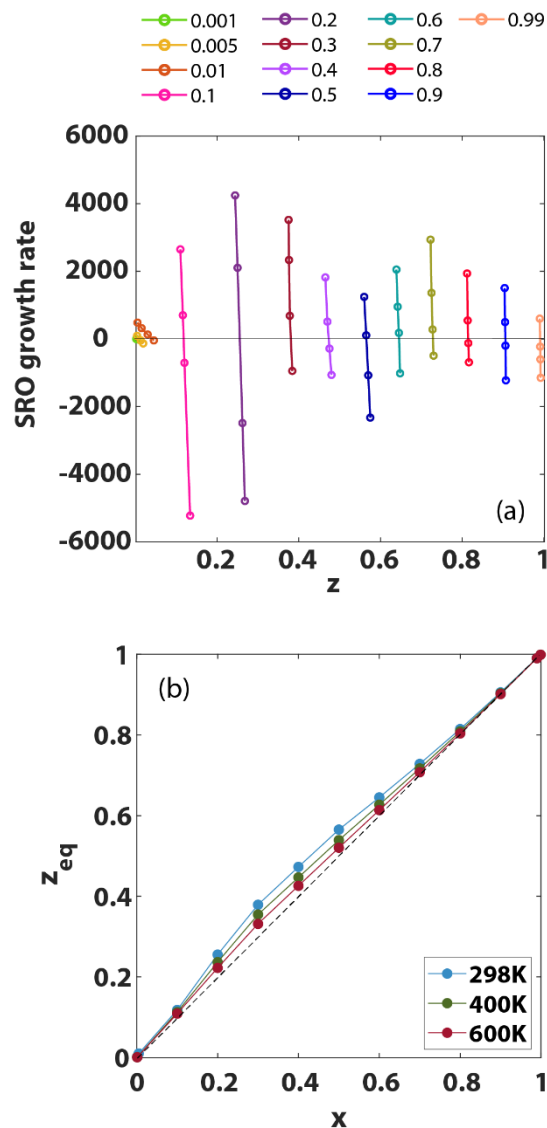 0.001 0.2 0.6 0.99
0.005 0.3 0.7
0.01 0.4 0.8
0.1 0.5 0.9
6000
4000
2000
0
-2000
-4000
-6000
SRO growth rate
(a)
0.2 0.4 0.6 0.8 1
z
(b)
1
0.8
0.6
0.4
0.2
0
z_eq
298K
400K
600K
0 0.2 0.4 0.6 0.8 1
x